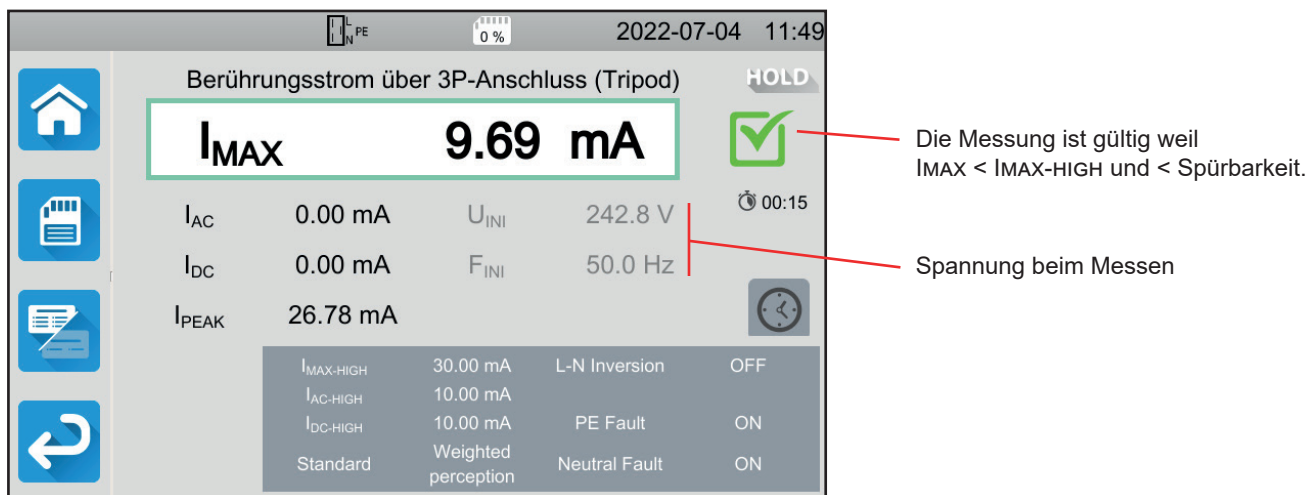 L
N PE
0 % 2022-07-04 11:49
Berührungsstrom über 3P-Anschluss (Tripod) HOLD
IMAX 9.69 mA
Die Messung ist gültig weil
IMAX < IMAX-HIGH und < Spürbarkeit.
IAC 0.00 mA UINI 242.8 V 00:15
IDC 0.00 mA FINI 50.0 Hz
Spannung beim Messen
IPEAK 26.78 mA
IMAX-HIGH 30.00 mA L-N Inversion OFF
IAC-HIGH 10.00 mA
IDC-HIGH 10.00 mA PE Fault ON
Standard Weighted perception Neutral Fault ON